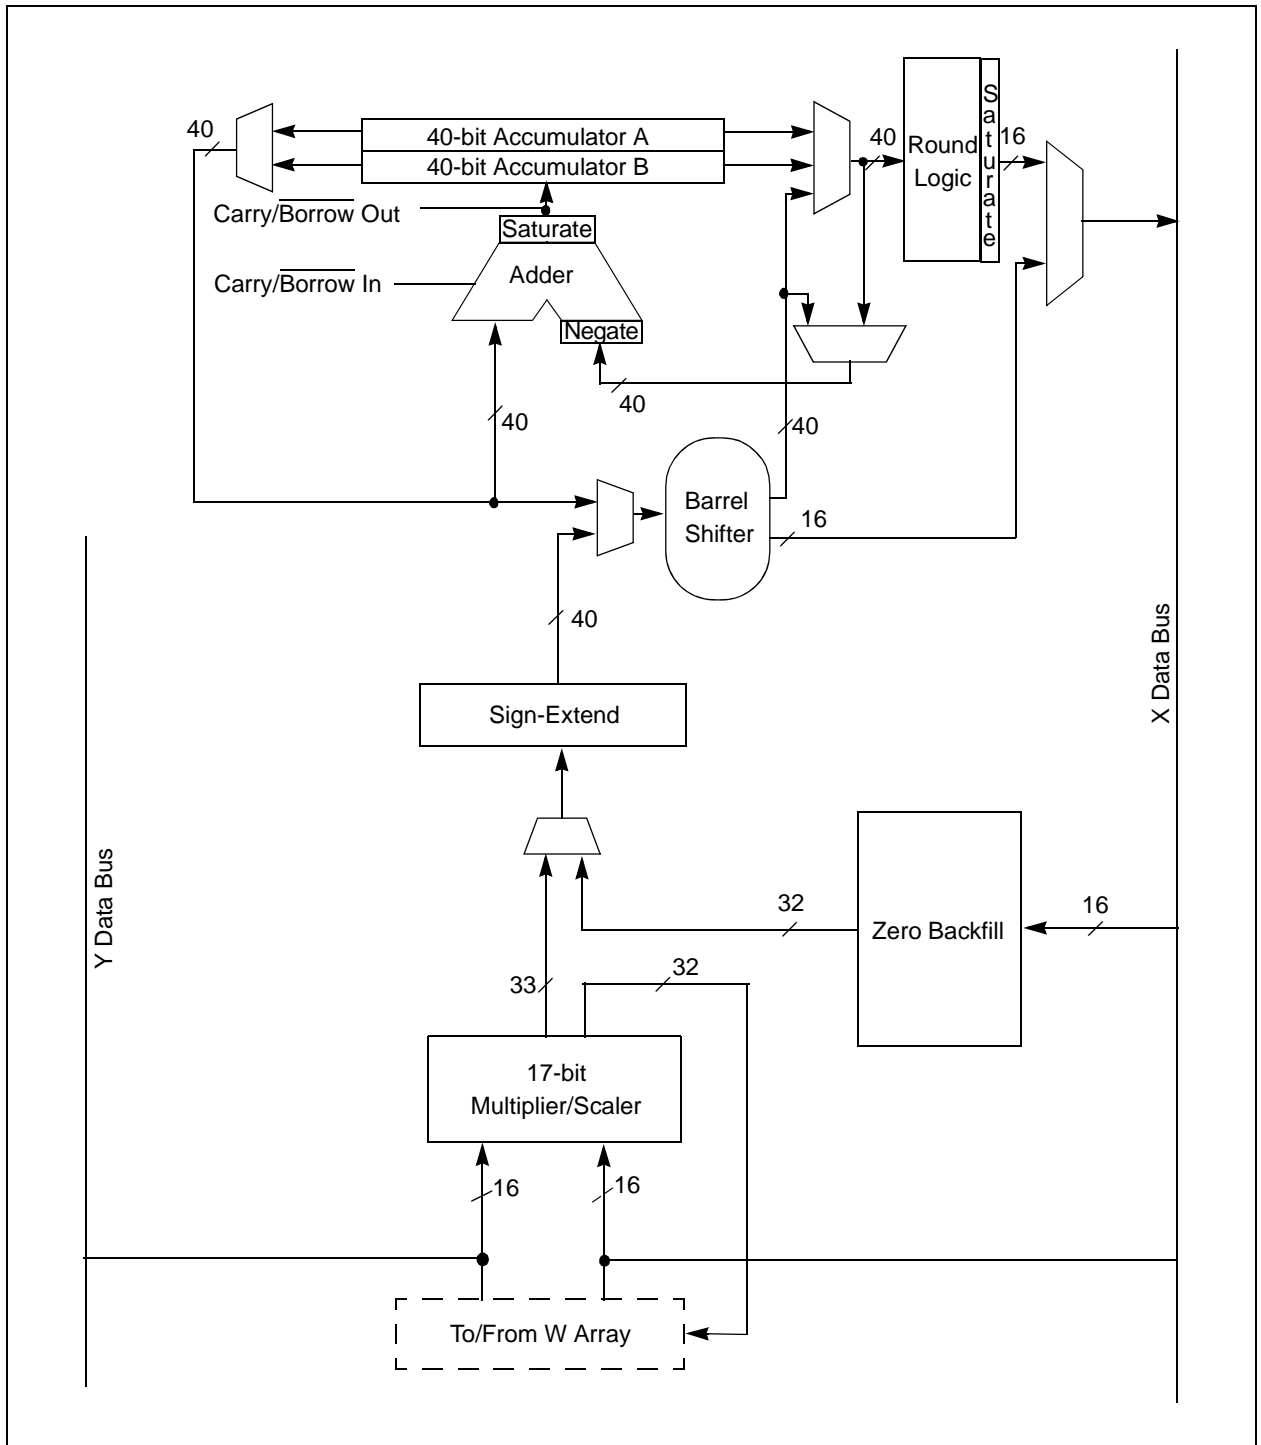 40
40-bit Accumulator A
40-bit Accumulator B
40
Round
Logic
Saturate
16
Carry/Borrow Out
Saturate
Carry/Borrow In
Adder
Negate
40
40
40
Barrel
Shifter
16
40
Sign-Extend
X Data Bus
Y Data Bus
32
Zero Backfill
16
33
32
17-bit
Multiplier/Scaler
16
16
To/From W Array